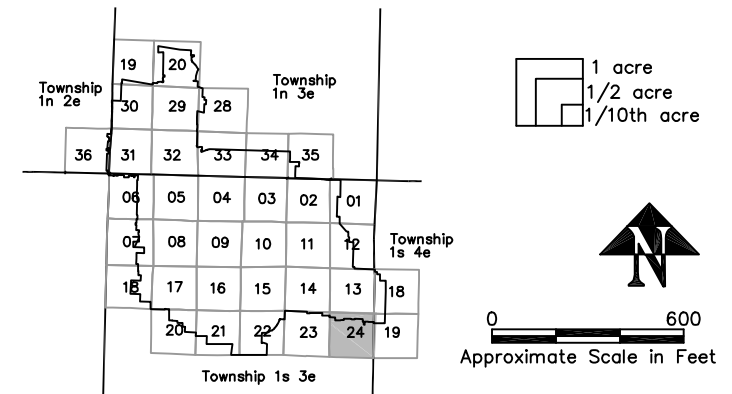 19 20
Township
1n 2e
Township
1n 3e
30 29 28
36 31 32 33 34 35
06 05 04 03 02 01
07 08 09 10 11 12
Township
1s 4e
18 17 16 15 14 13 18
20 21 22 23 24 19
Township 1s 3e
1 acre
1/2 acre
1/10th acre
N
0 600
Approximate Scale in Feet